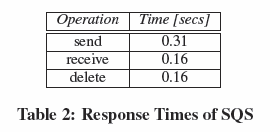 Operation Time [secs]
send 0.31
receive 0.16
delete 0.16
Table 2: Response Times of SQS